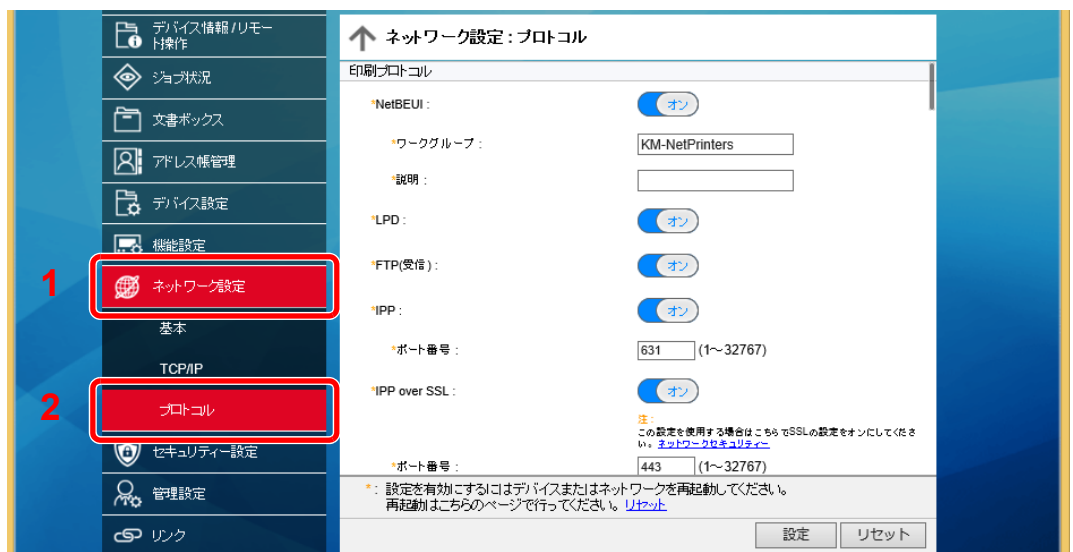 デバイス情報/リモー
ト操作
ジョブ状況
文書ボックス
アドレス帳管理
デバイス設定
機能設定
1
ネットワーク設定
基本
TCP/IP
2
プロトコル
セキュリティー設定
管理設定
リンク
ネットワーク設定 : プロトコル
印刷プロトコル
*NetBEUI :
オン
*ワークグループ :
KM-NetPrinters
*説明 :
*LPD :
オン
*FTP(受信) :
オン
*IPP :
オン
*ポート番号 :
631 (1～32767)
*IPP over SSL :
オン
注 :
この設定を使用する場合はこちらでSSLの設定をオンにしてくださ
い。ネットワークセキュリティー
*ポート番号 :
443 (1～32767)
* : 設定を有効にするにはデバイスまたはネットワークを再起動してください。
再起動はこちらのページで行ってください。リセット
設定
リセット